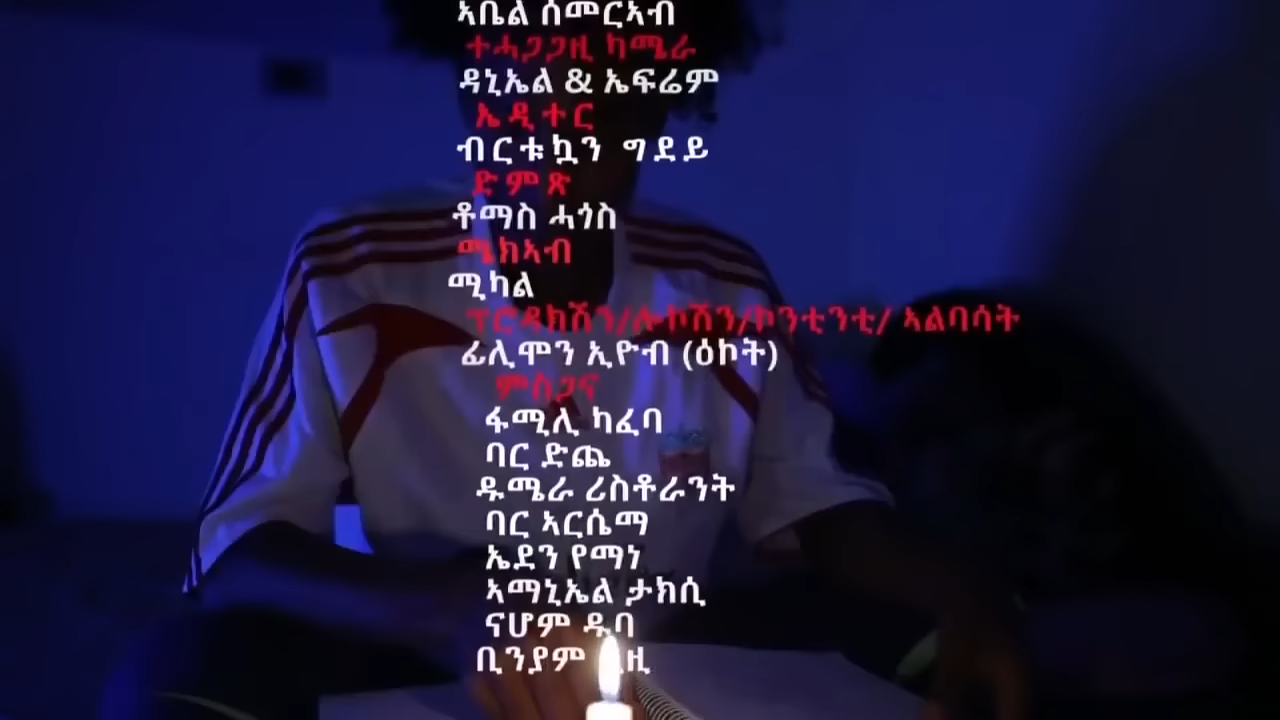 ኣቤል ሰመርኣብ
ተሓጋጋዚ ካሜራ
ዳኒኤል & ኤፍሬም
ኤዲተር
ብርቱኳን ግደይ
ድምጽ
ቶማስ ሓጎስ
ሜክኣብ
ሚካል
ፕሮዳክሽን/ሎኮሽን/ኮንቲንቲ/ ኣልባሳት
ፊሊሞን ኢዮብ (ዕኮት)
ምስጋና
ፋሚሊ ካፈባ
ባር ድጨ
ዱሜራ ሪስቶራንት
ባር ኣርሴማ
ኤደን የማነ
ኣማኒኤል ታክሲ
ናሆም ዱባ
ቢንያም